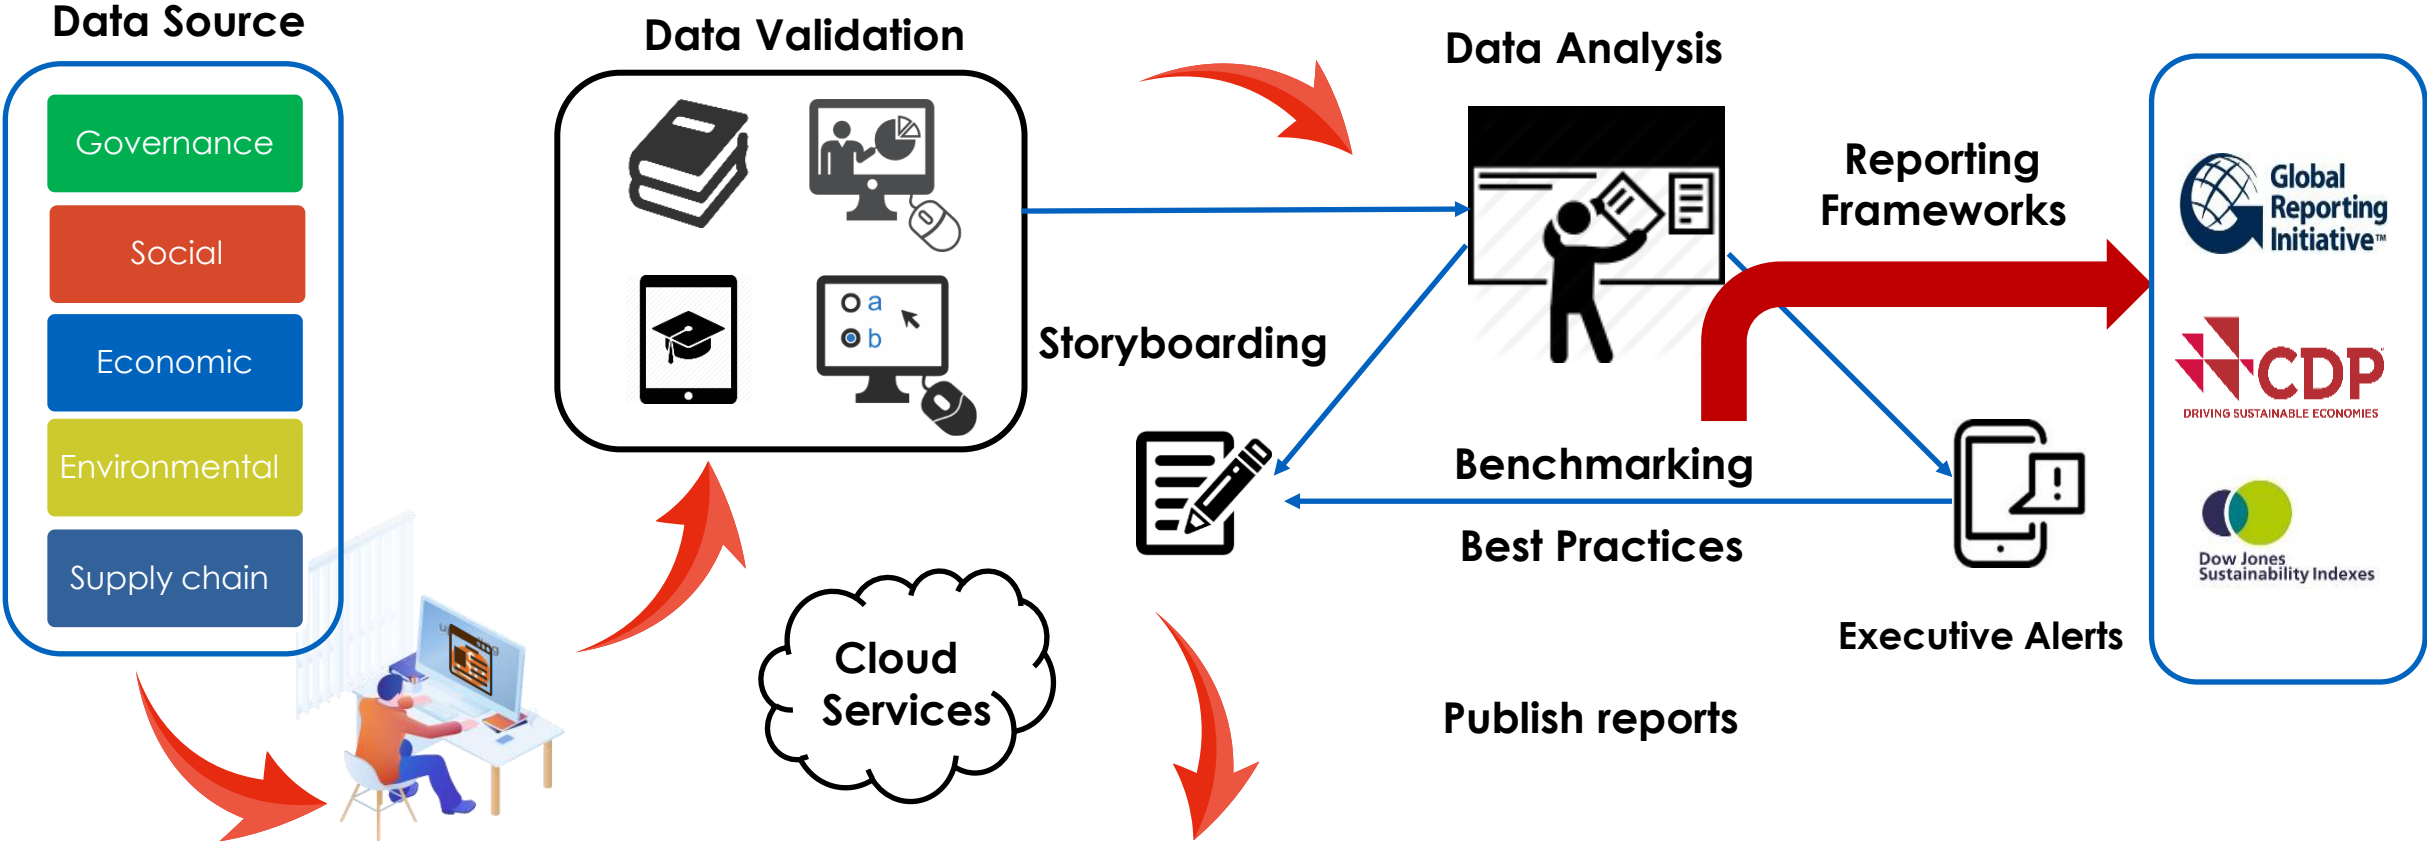 Data Source
Governance
Social
Economic
Environmental
Supply chain
Data Validation
a
b
Data Analysis
Storyboarding
Reporting
Frameworks
Benchmarking
Best Practices
Executive Alerts
Publish reports
Cloud
Services
Global
Reporting
Initiative™
CDP
DRIVING SUSTAINABLE ECONOMIES
Dow Jones
Sustainability Indexes